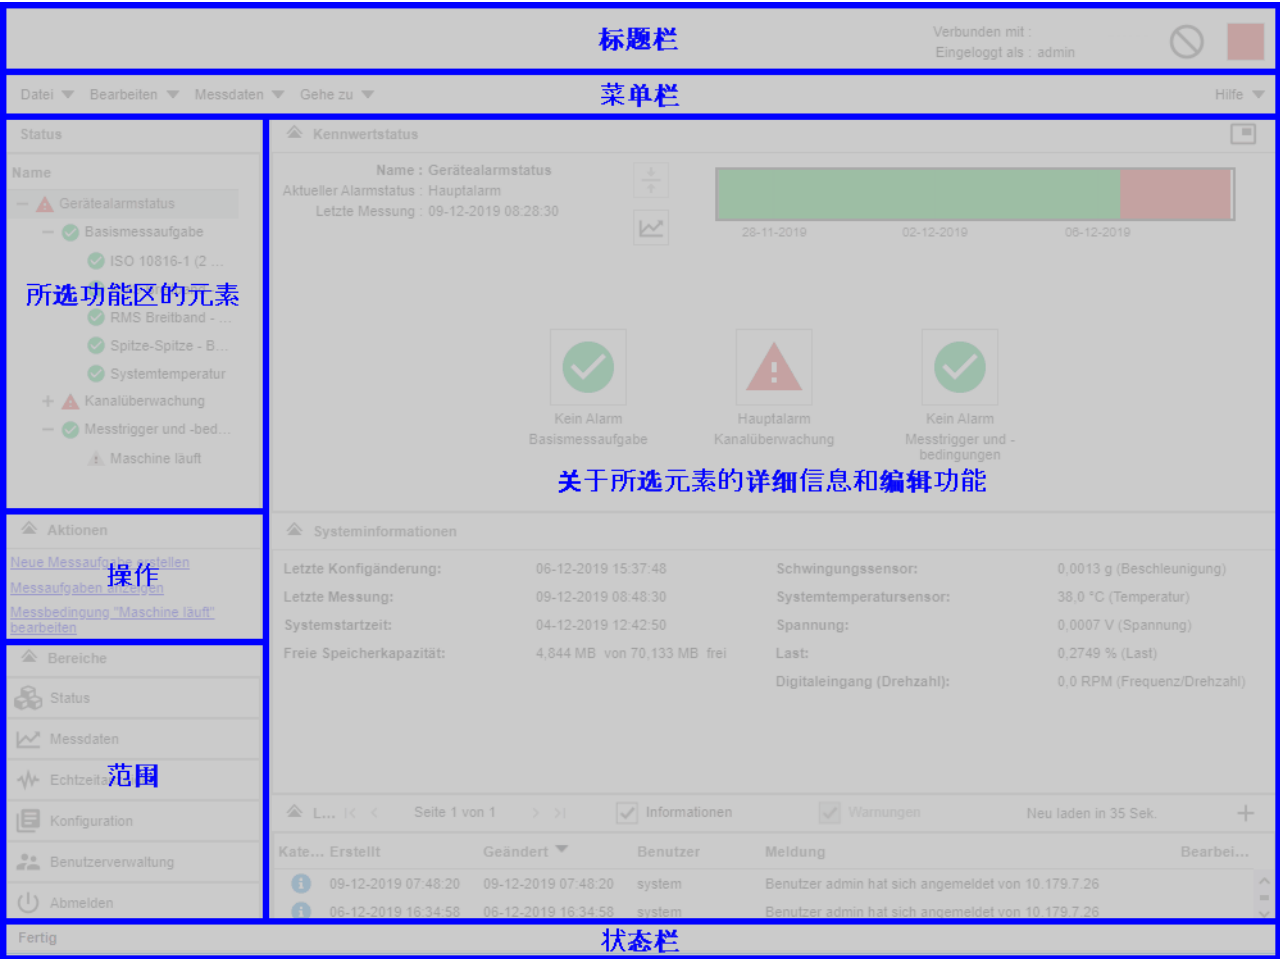 标题栏
Verbunden mit :
Eingeloggt als : admin
Datei Bearbeiten Messdaten Gehe zu
菜单栏
Hilfe
Status
Name
Gerätealarmstatus
Basismessaufgabe
ISO 10816-1 (2 ...
所选功能区的元素
RMS Breitband - ...
Spitze-Spitze - B...
Systemtemperatur
Kanalüberwachung
Messtrigger und -bed...
Maschine läuft
Kennwertstatus
Name : Gerätealarmstatus
Aktueller Alarmstatus : Hauptalarm
Letzte Messung : 09-12-2019 08:28:30
28-11-2019 02-12-2019 06-12-2019
Kein Alarm
Basismessaufgabe
Hauptalarm
Kanalüberwachung
Kein Alarm
Messtrigger und -
bedingungen
关于所选元素的详细信息和编辑功能
Aktionen
Neue Messaufgabe erstellen
操作
Messaufgaben anzeigen
Messbedingung "Maschine läuft"
bearbeiten
Systeminformationen
Letzte Konfigänderung: 06-12-2019 15:37:48
Letzte Messung: 09-12-2019 08:48:30
Systemstartzeit: 04-12-2019 12:42:50
Freie Speicherkapazität: 4,844 MB von 70,133 MB frei
Schwingungssensor: 0,0013 g (Beschleunigung)
Systemtemperatursensor: 38,0 °C (Temperatur)
Spannung: 0,0007 V (Spannung)
Last: 0,2749 % (Last)
Digitaleingang (Drehzahl): 0,0 RPM (Frequenz/Drehzahl)
Bereiche
Status
Messdaten
范围
Konfiguration
Benutzerverwaltung
Abmelden
L... Seite 1 von 1 Informationen Warnungen Neu laden in 35 Sek.
Kate... Erstellt Geändert Benutzer Meldung Bearbei...
09-12-2019 07:48:20 09-12-2019 07:48:20 system Benutzer admin hat sich angemeldet von 10.179.7.26
06-12-2019 16:34:58 06-12-2019 16:34:58 system Benutzer admin hat sich angemeldet von 10.179.7.26
Fertig
状态栏